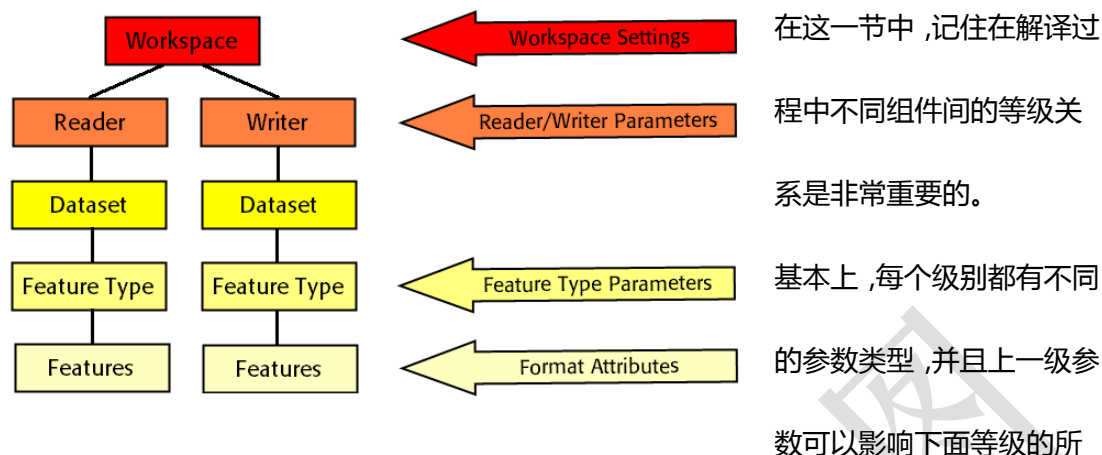 Workspace
Workspace Settings
Reader
Writer
Reader/Writer Parameters
Dataset
Dataset
Feature Type
Feature Type
Feature Type Parameters
Features
Features
Format Attributes
在这一节中 ,记住在解译过
程中不同组件间的等级关
系是非常重要的。
基本上 ,每个级别都有不同
的参数类型 ,并且上一级参
数可以影响下面等级的所
图